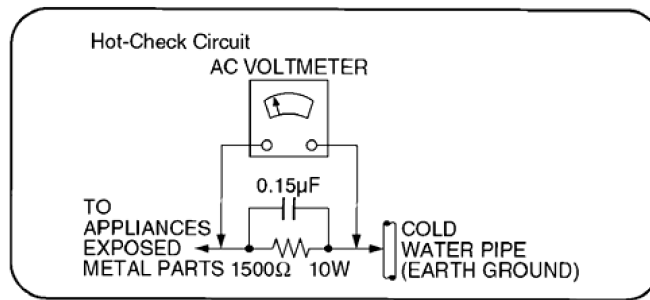 Hot-Check Circuit
AC VOLTMETER
0.15µF
TO
APPLIANCES
EXPOSED
METAL PARTS
1500Ω 10W
COLD
WATER PIPE
(EARTH GROUND)